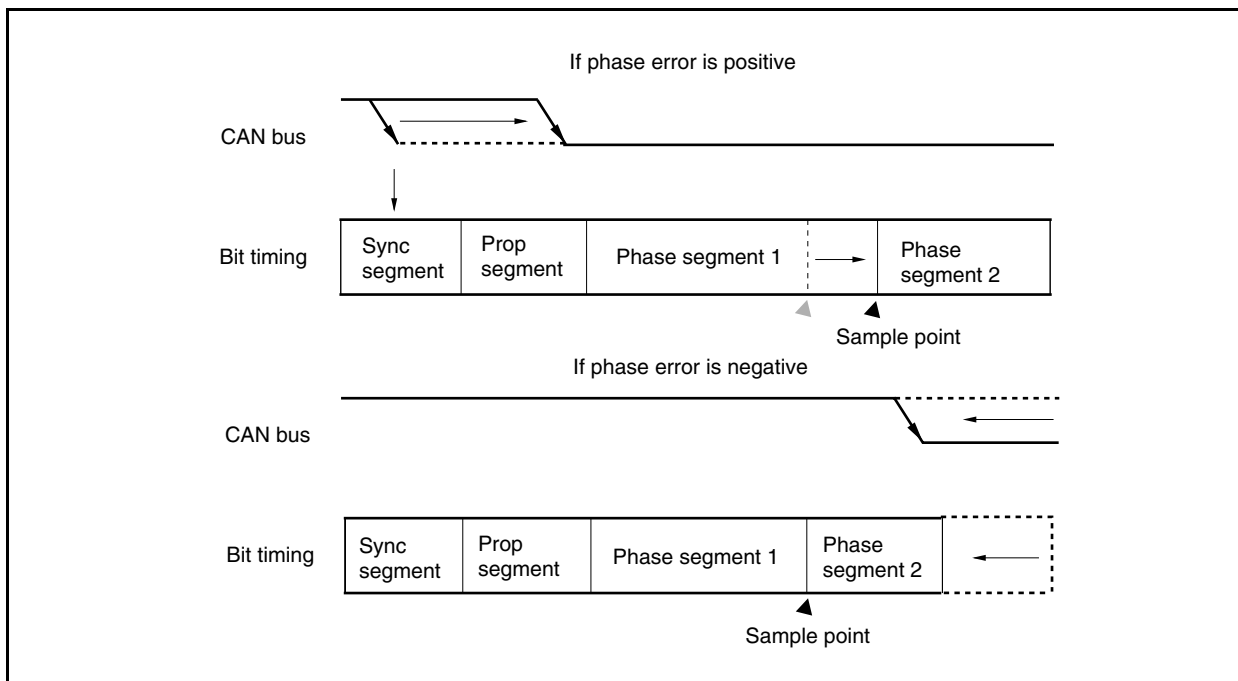 If phase error is positive
CAN bus
Bit timing
Sync
segment
Prop
segment
Phase segment 1
Phase
segment 2
Sample point
If phase error is negative
CAN bus
Bit timing
Sync
segment
Prop
segment
Phase segment 1
Phase
segment 2
Sample point